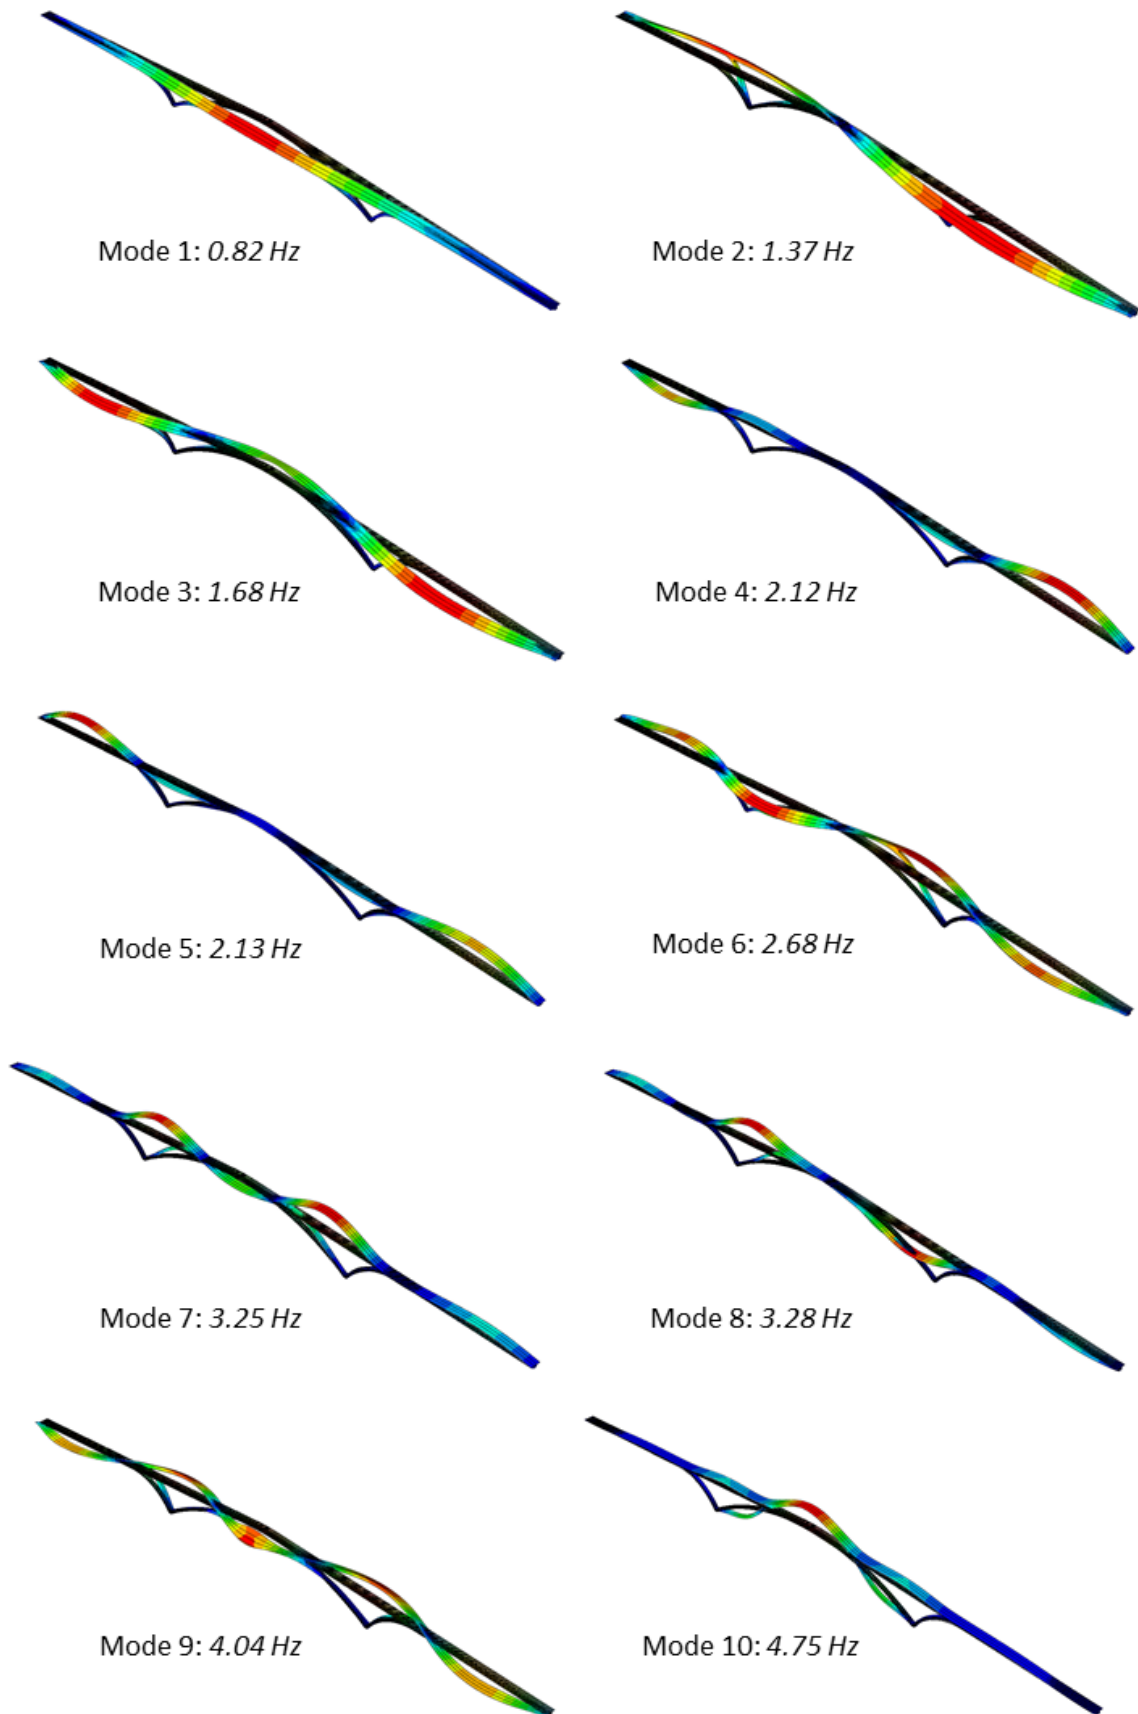 Mode 1: 0.82 Hz
Mode 2: 1.37 Hz
Mode 3: 1.68 Hz
Mode 4: 2.12 Hz
Mode 5: 2.13 Hz
Mode 6: 2.68 Hz
Mode 7: 3.25 Hz
Mode 8: 3.28 Hz
Mode 9: 4.04 Hz
Mode 10: 4.75 Hz